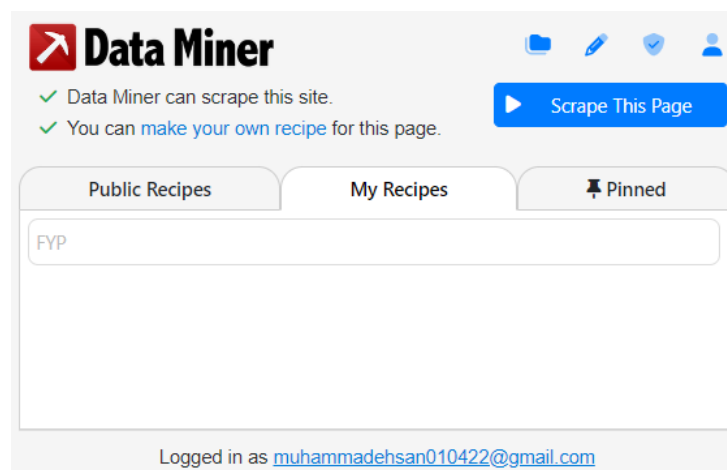 Data Miner
Data Miner can scrape this site.
You can make your own recipe for this page.
Scrape This Page
Public Recipes
My Recipes
Pinned
FYP
Logged in as muhammadehsan010422@gmail.com